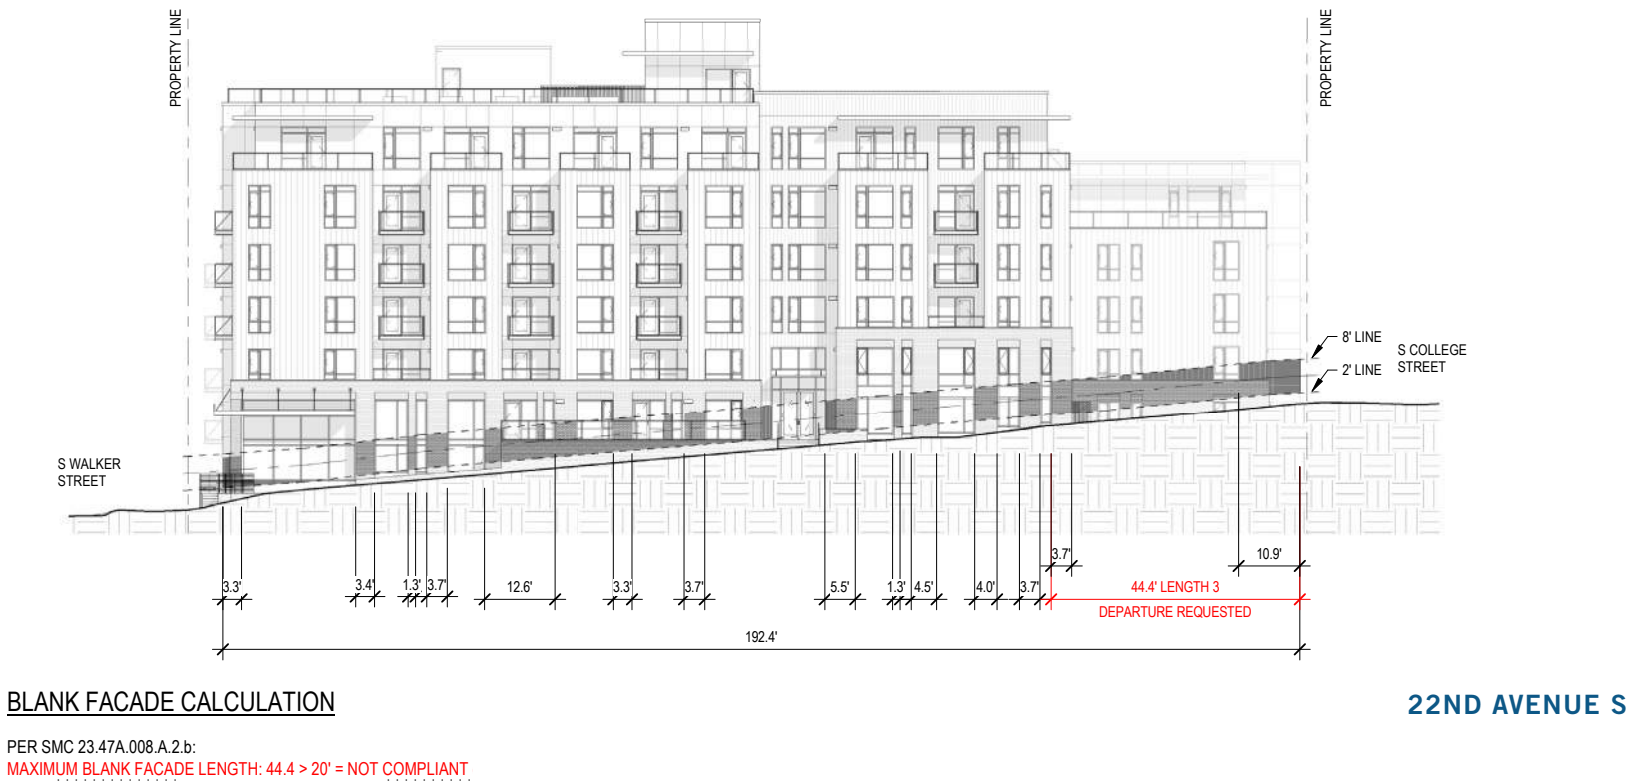 PROPERTY LINE
PROPERTY LINE
8' LINE
S COLLEGE
STREET
2' LINE
S WALKER
STREET
3.3'
3.4'
1.3'
3.7'
12.6'
3.3'
3.7'
5.5'
1.3'
4.5'
4.0'
3.7'
3.7'
10.9'
44.4' LENGTH 3
DEPARTURE REQUESTED
192.4'
BLANK FACADE CALCULATION
22ND AVENUE S
PER SMC 23.47A.008.A.2.b:
MAXIMUM BLANK FACADE LENGTH: 44.4 > 20' = NOT COMPLIANT